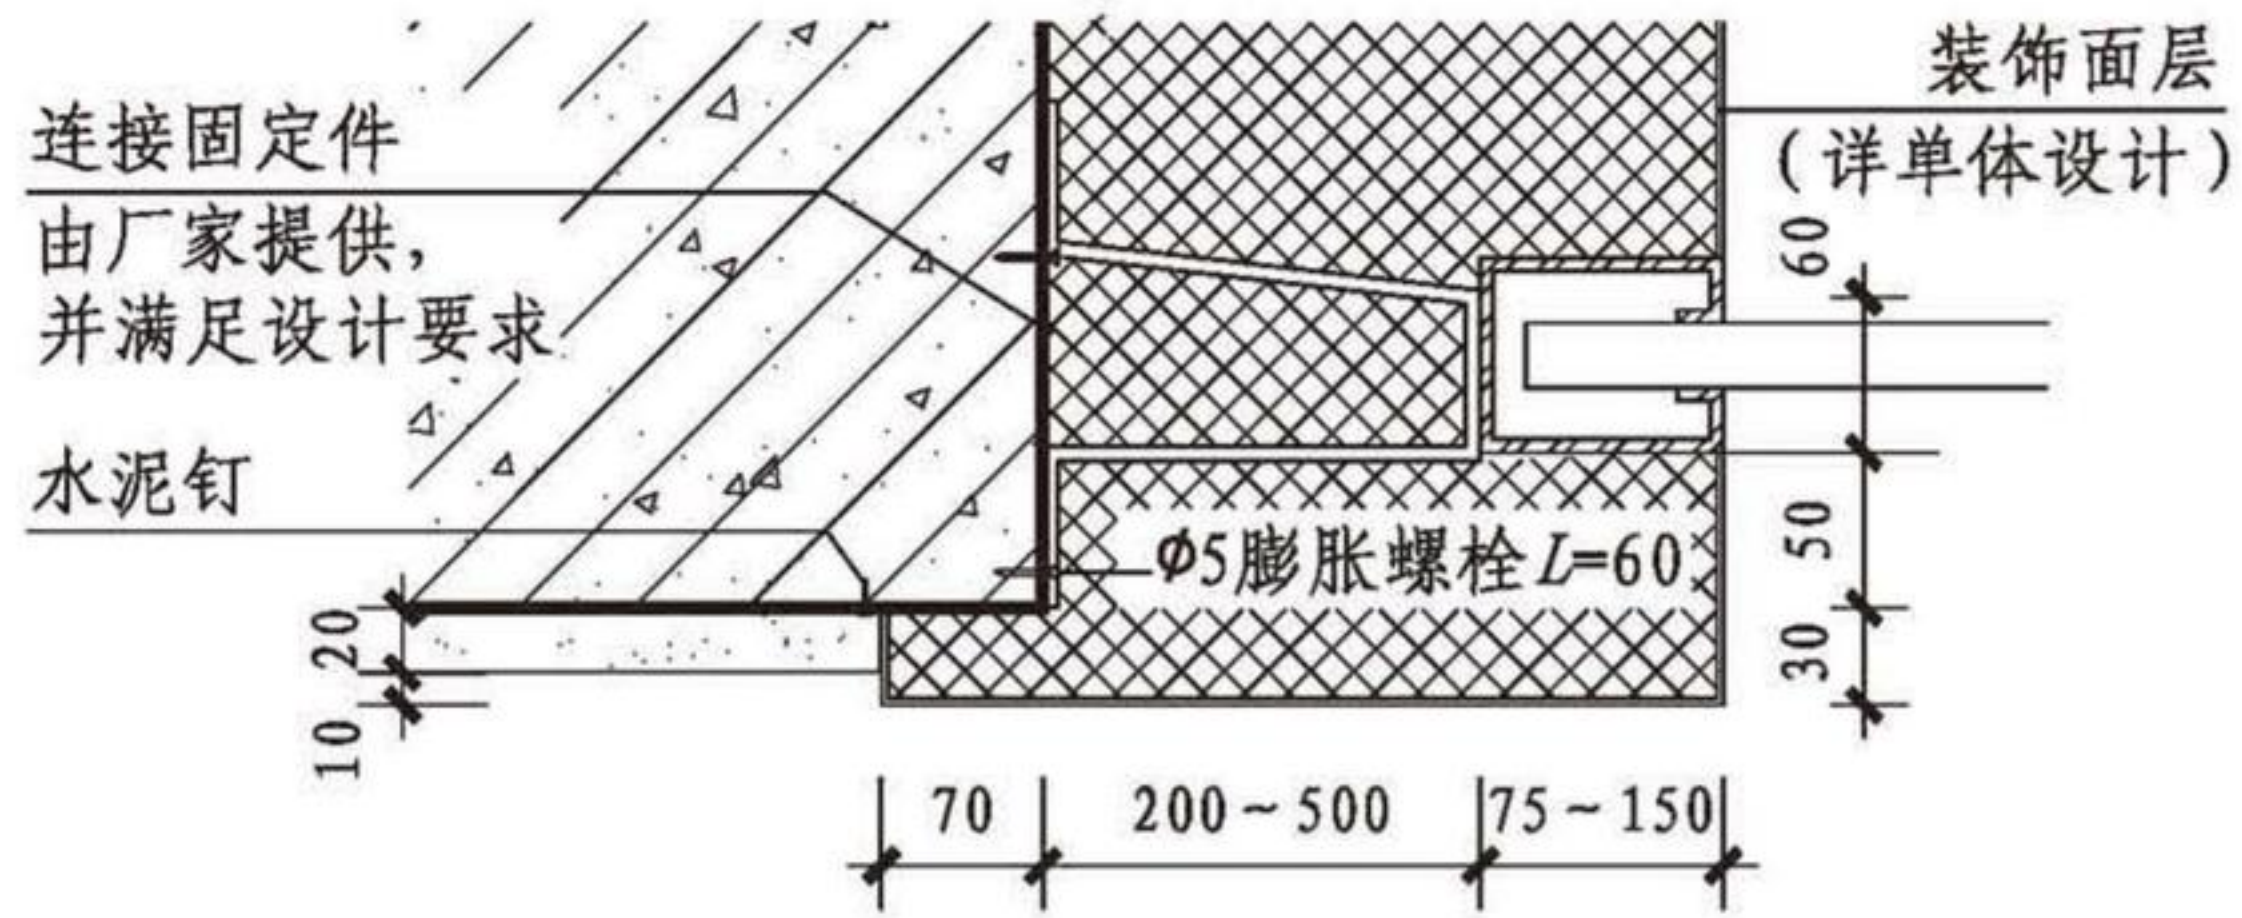 连接固定件
由厂家提供,
并满足设计要求
水泥钉
装饰面层
(详单体设计)
60
50
30
Φ5膨胀螺栓L=60
20
10
70
200~500
75~150